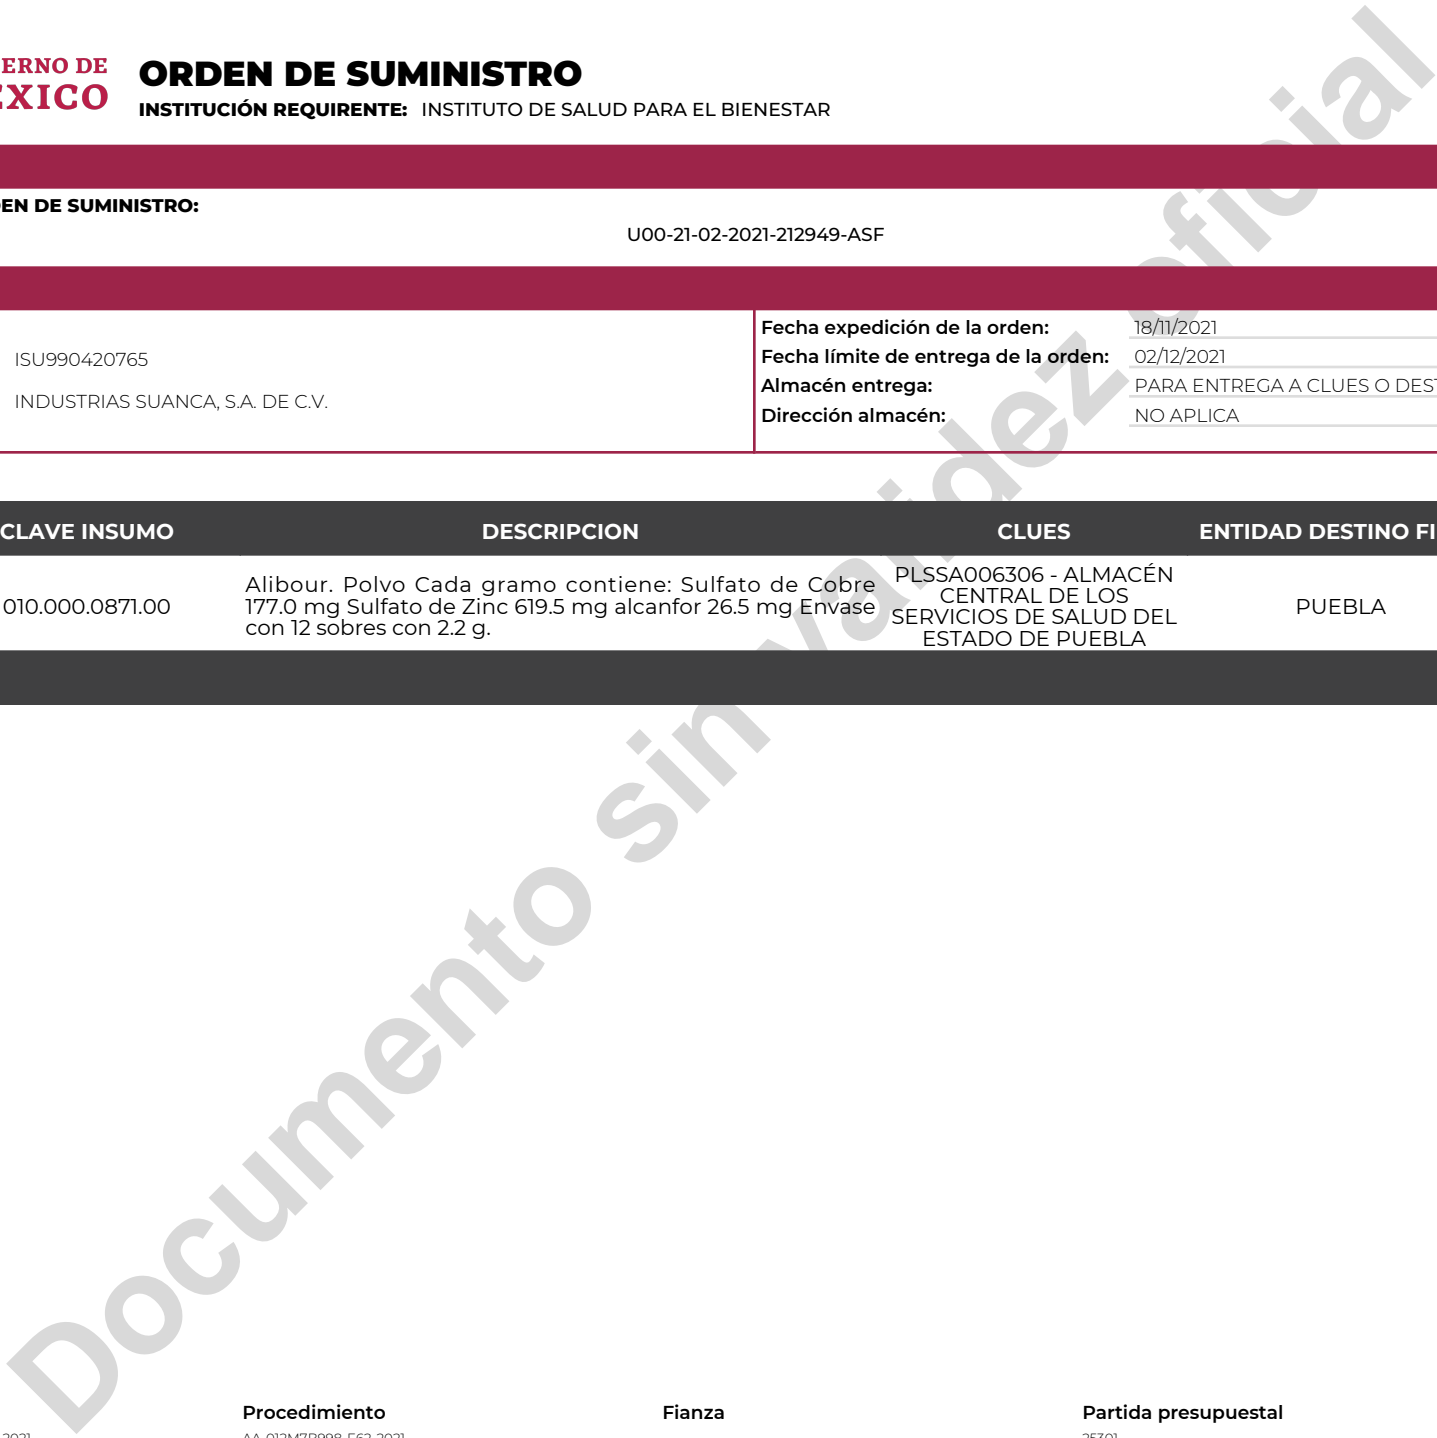 ERNO DE
ÉXICO
ORDEN DE SUMINISTRO
INSTITUCIÓN REQUIRENTE: INSTITUTO DE SALUD PARA EL BIENESTAR
EN DE SUMINISTRO:
U00-21-02-2021-212949-ASF
ISU990420765
INDUSTRIAS SUANCA, S.A. DE C.V.
Fecha expedición de la orden: 18/11/2021
Fecha límite de entrega de la orden: 02/12/2021
Almacén entrega: PARA ENTREGA A CLUES O DEST
Dirección almacén: NO APLICA
CLAVE INSUMO DESCRIPCION CLUES ENTIDAD DESTINO FI
010.000.0871.00
Alibour. Polvo Cada gramo contiene: Sulfato de Cobre
177.0 mg Sulfato de Zinc 619.5 mg alcanfor 26.5 mg Envase
con 12 sobres con 2.2 g.
PLSSA006306 - ALMACÉN
CENTRAL DE LOS
SERVICIOS DE SALUD DEL
ESTADO DE PUEBLA
PUEBLA
Documento sin validez oficial
Procedimiento Fianza Partida presupuestal